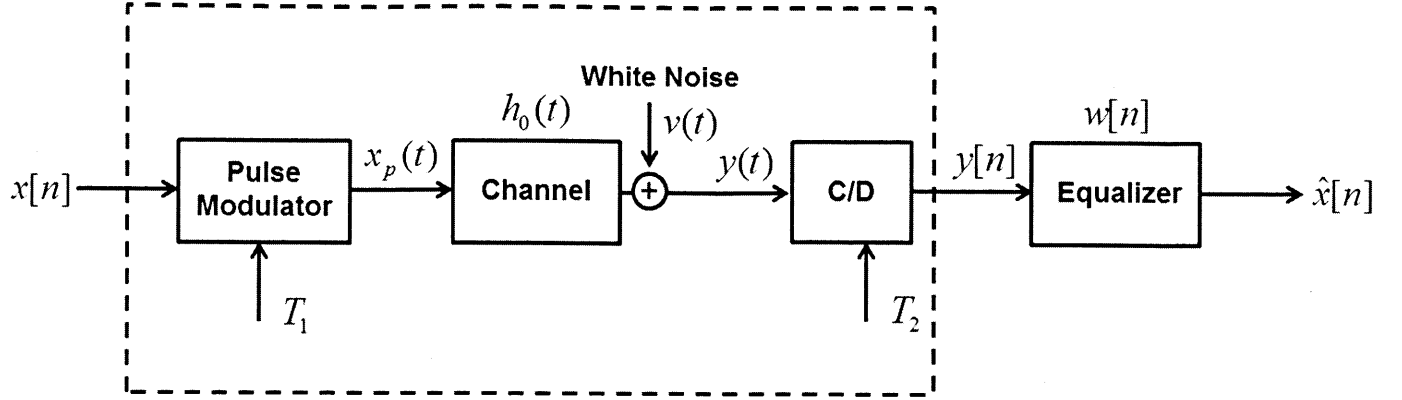 White Noise
h₀(t)
v(t)
w[n]
x[n]
Pulse
Modulator
xₚ(t)
Channel
+
y(t)
C/D
y[n]
Equalizer
x̂[n]
T₁
T₂